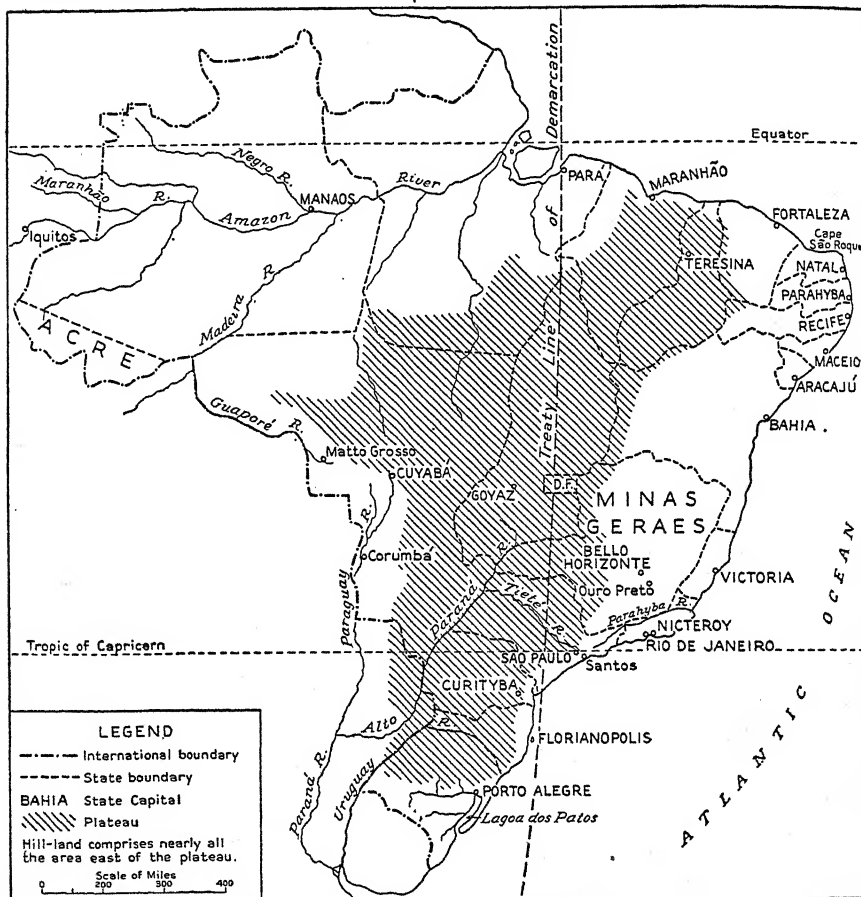 Treaty Line of Demarcation
Equator
Negro R.
Maranhão R.
MANAOS
Amazon River
PARÁ
MARANHÃO
FORTALEZA
Cape
São Roque
Iquitos
TERESINA
NATAL
PARAHYBA
RECIFE
Madeira R.
ACRE
MACEIO
ARACAJÚ
BAHIA
Guaporé R.
Matto Grosso
CUYABÁ
GOYAZ
D.F.
MINAS
GERAES
Corumba
BELLO
HORIZONTE
Ouro Preto
VICTORIA
Paraguay R.
Paraná R.
Tieté R.
Parahyba R.
NICTEROY
RIO DE JANEIRO
Tropic of Capricorn
SÃO PAULO
Santos
CURITYBA
Alto
FLORIANOPOLIS
Paraná R.
Uruguay R.
PORTO ALEGRE
Lagoa dos Patos
ATLANTIC OCEAN
LEGEND
International boundary
State boundary
BAHIA State Capital
Plateau
Hill-land comprises nearly all
the area east of the plateau.
Scale of Miles
0 200 300 400